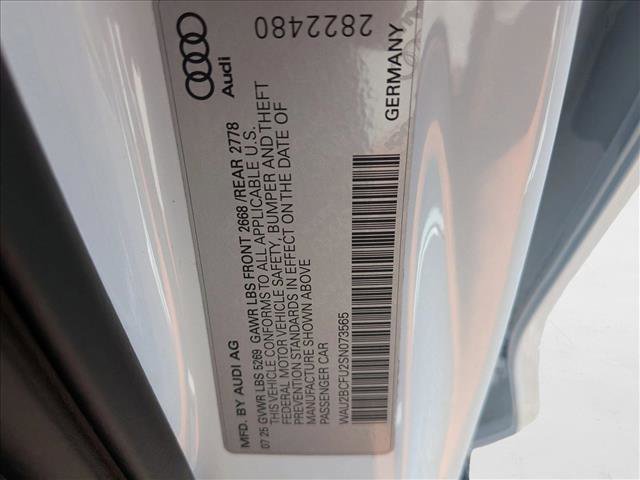 Audi
2822480
MFD. BY AUDI AG
07 25 GVWR LBS 5269 GAWR LBS FRONT 2668 /REAR 2778
THIS VEHICLE CONFORMS TO ALL APPLICABLE U.S.
FEDERAL MOTOR VEHICLE SAFETY, BUMPER AND THEFT
PREVENTION STANDARDS IN EFFECT ON THE DATE OF
MANUFACTURE SHOWN ABOVE
PASSENGER CAR
WAU2BCFU2SN073565
GERMANY